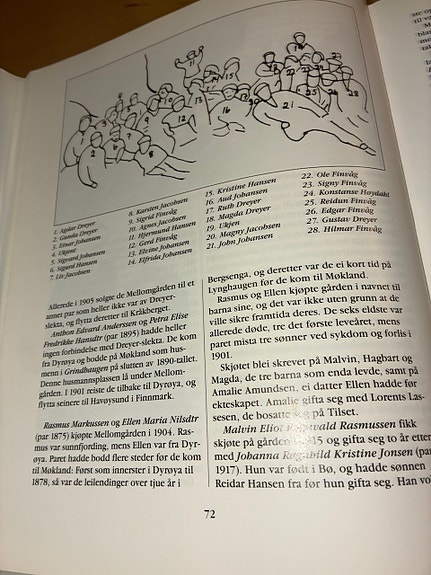 1. Agdar Dreyer
2. Gunda Dreyer
3. Einar Johansen
4. Ukjent
5. Sigurd Johansen
6. Sigurd Hansen
7. Liv Jacobsen
8. Karsten Jacobsen
9. Sigrid Finvåg
10. Agnes Jacobsen
11. Hjørmund Hansen
12. Gerd Finvåg
13. Elvine Johansen
14. Elfrida Johansen
15. Kristine Hansen
16. Aud Johansen
17. Ruth Dreyer
18. Magda Dreyer
19. Ukjen
20. Magny Jacobsen
21. John Johansen
22. Ole Finvåg
23. Signy Finvåg
24. Konstanse Høydahl
25. Reidun Finvåg
26. Edgar Finvåg
27. Gustav Dreyer
28. Hilmar Finvåg
Allerede i 1905 solgte de Mellomgården til et
annet par som heller ikke var av Dreyer-
slekta, og flytta deretter til Kråkberget.
Anthon Edvard Anderssen og Petra Elise
Fredrikke Hansdtr (par 1895) hadde heller
ingen forbindelse med Dreyer-slekta. De kom
fra Dyrøya og bodde på Møkland som hus-
menn i Grindhaugen på slutten av 1890-tallet.
Denne husmannsplassen lå under Mellom-
gården. I 1901 reiste de tilbake til Dyrøya, og
flytta seinere til Havøysund i Finnmark.
Rasmus Markussen og Ellen Maria Nilsdtr
(par 1875) kjøpte Mellomgården i 1904. Ras-
mus var sunnfjording, mens Ellen var fra Dyr-
øya. Paret hadde bodd flere steder før de kom
til Møkland: Først som innerster i Dyrøya til
1878, så var de leilendinger over tjue år i
Bergsenga, og deretter var de ei kort tid på
Lynghaugen før de kom til Møkland.
Rasmus og Ellen kjøpte gården i navnet til
barna sine, og det var ikke uten grunn at de
ville sikre framtida deres. De seks eldste var
allerede døde, tre det første leveåret, mens
paret mista tre sønner ved sykdom og forlis i
1901.
Skjøtet blei skrevet på Malvin, Hagbart og
Magda, de tre barna som enda levde, samt på
Amalie Amundsen, ei datter Ellen hadde før
ekteskapet. Amalie gifta seg med Lorents Las-
sesen, de bosatte seg på Tilset.
Malvin Eliot Rasmussen fikk
skjøte på gården 15 og gifta seg to år etter
med Johanna Ragnhild Kristine Jonsen (par
1917). Hun var født i Bø, og hadde sønnen
Reidar Hansen fra før hun gifta seg. Han vo
72